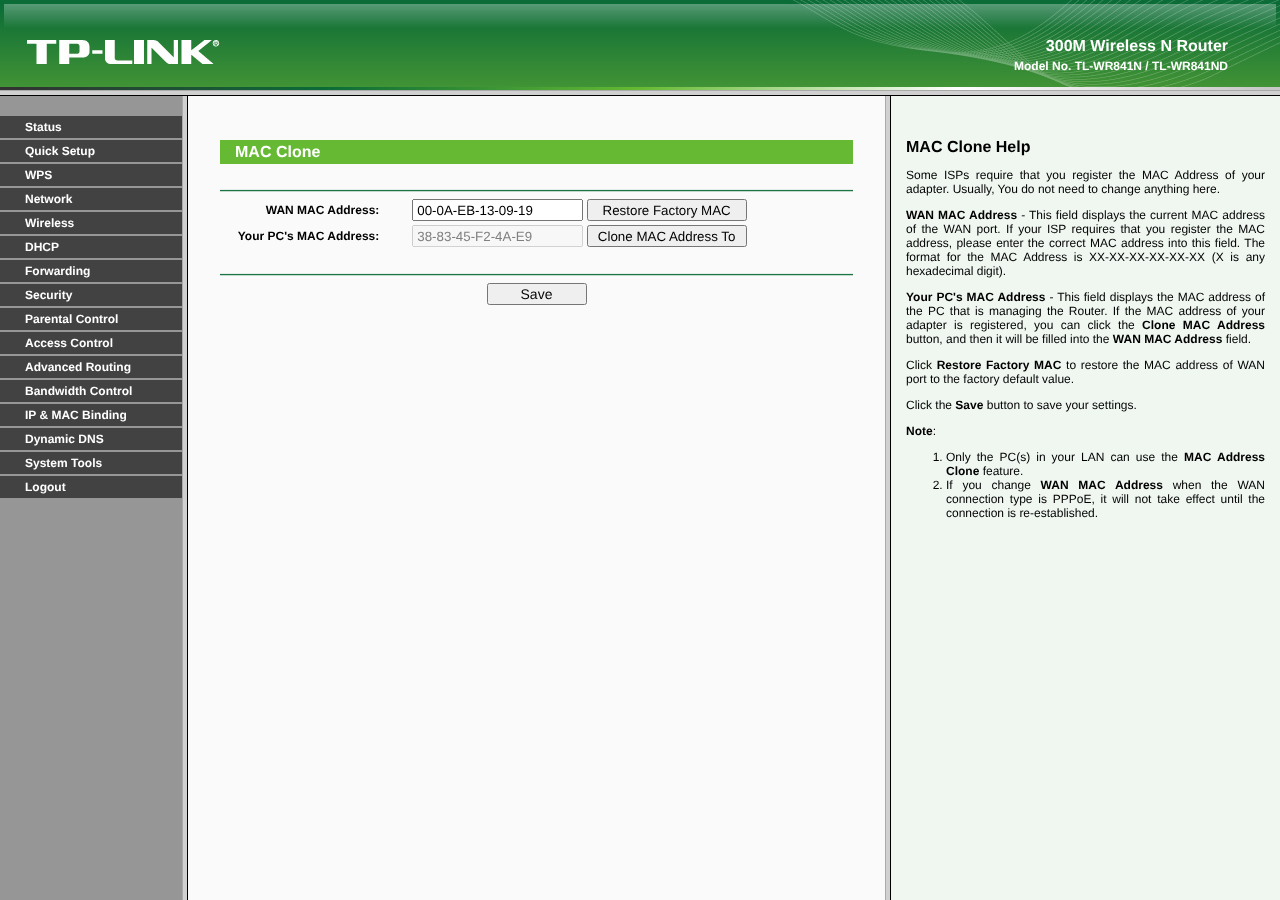 TP-LINK®
300M Wireless N Router
Model No. TL-WR841N / TL-WR841ND
Status
Quick Setup
WPS
Network
Wireless
DHCP
Forwarding
Security
Parental Control
Access Control
Advanced Routing
Bandwidth Control
IP & MAC Binding
Dynamic DNS
System Tools
Logout
MAC Clone
WAN MAC Address: 00-0A-EB-13-09-19 Restore Factory MAC
Your PC's MAC Address: 38-83-45-F2-4A-E9 Clone MAC Address To
Save
MAC Clone Help
Some ISPs require that you register the MAC Address of your
adapter. Usually, You do not need to change anything here.
WAN MAC Address - This field displays the current MAC address
of the WAN port. If your ISP requires that you register the MAC
address, please enter the correct MAC address into this field. The
format for the MAC Address is XX-XX-XX-XX-XX-XX (X is any
hexadecimal digit).
Your PC's MAC Address - This field displays the MAC address of
the PC that is managing the Router. If the MAC address of your
adapter is registered, you can click the Clone MAC Address
button, and then it will be filled into the WAN MAC Address field.
Click Restore Factory MAC to restore the MAC address of WAN
port to the factory default value.
Click the Save button to save your settings.
Note:
1. Only the PC(s) in your LAN can use the MAC Address
Clone feature.
2. If you change WAN MAC Address when the WAN
connection type is PPPoE, it will not take effect until the
connection is re-established.